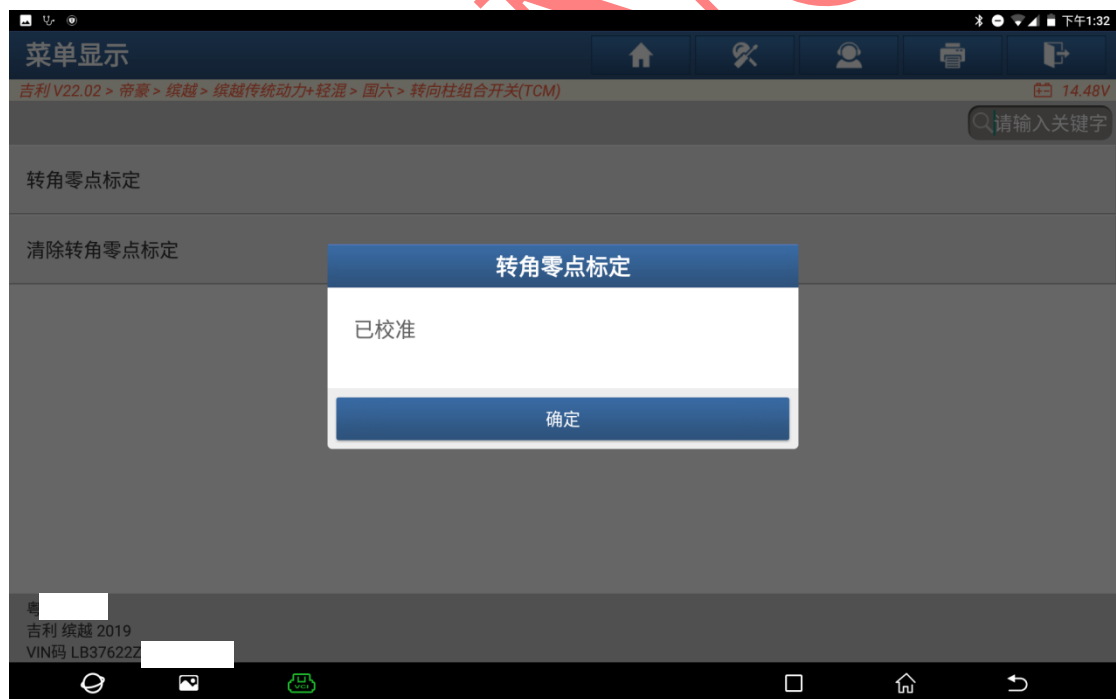 下午1:32
菜单显示
吉利 V22.02 > 帝豪 > 缤越 > 缤越传统动力+轻混 > 国六 > 转向柱组合开关(TCM)
14.48V
请输入关键字
转角零点标定
清除转角零点标定
转角零点标定
已校准
确定
粤
吉利 缤越 2019
VIN码 LB37622Z
VCI